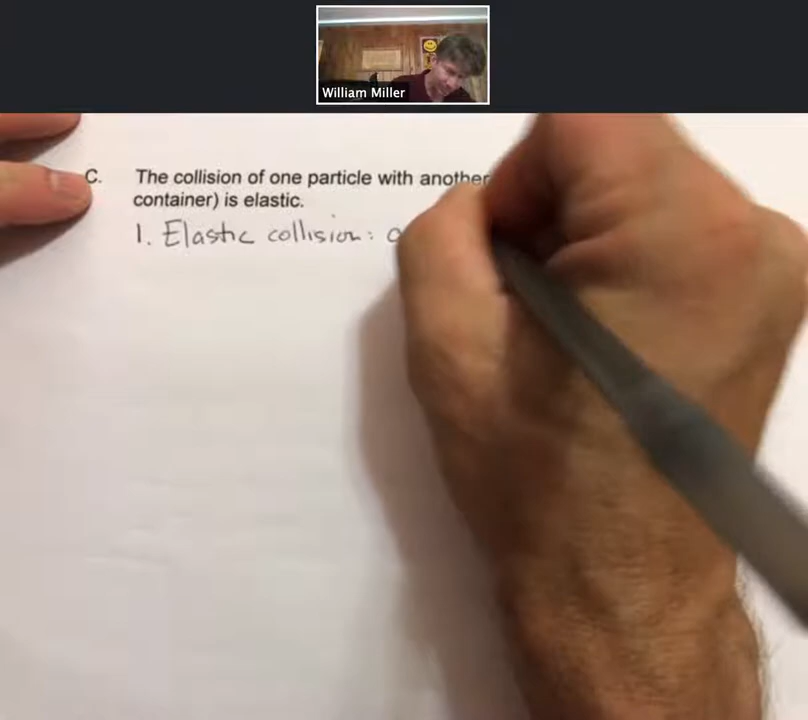 William Miller
C. The collision of one particle with another
container) is elastic.
1. Elastic collision: